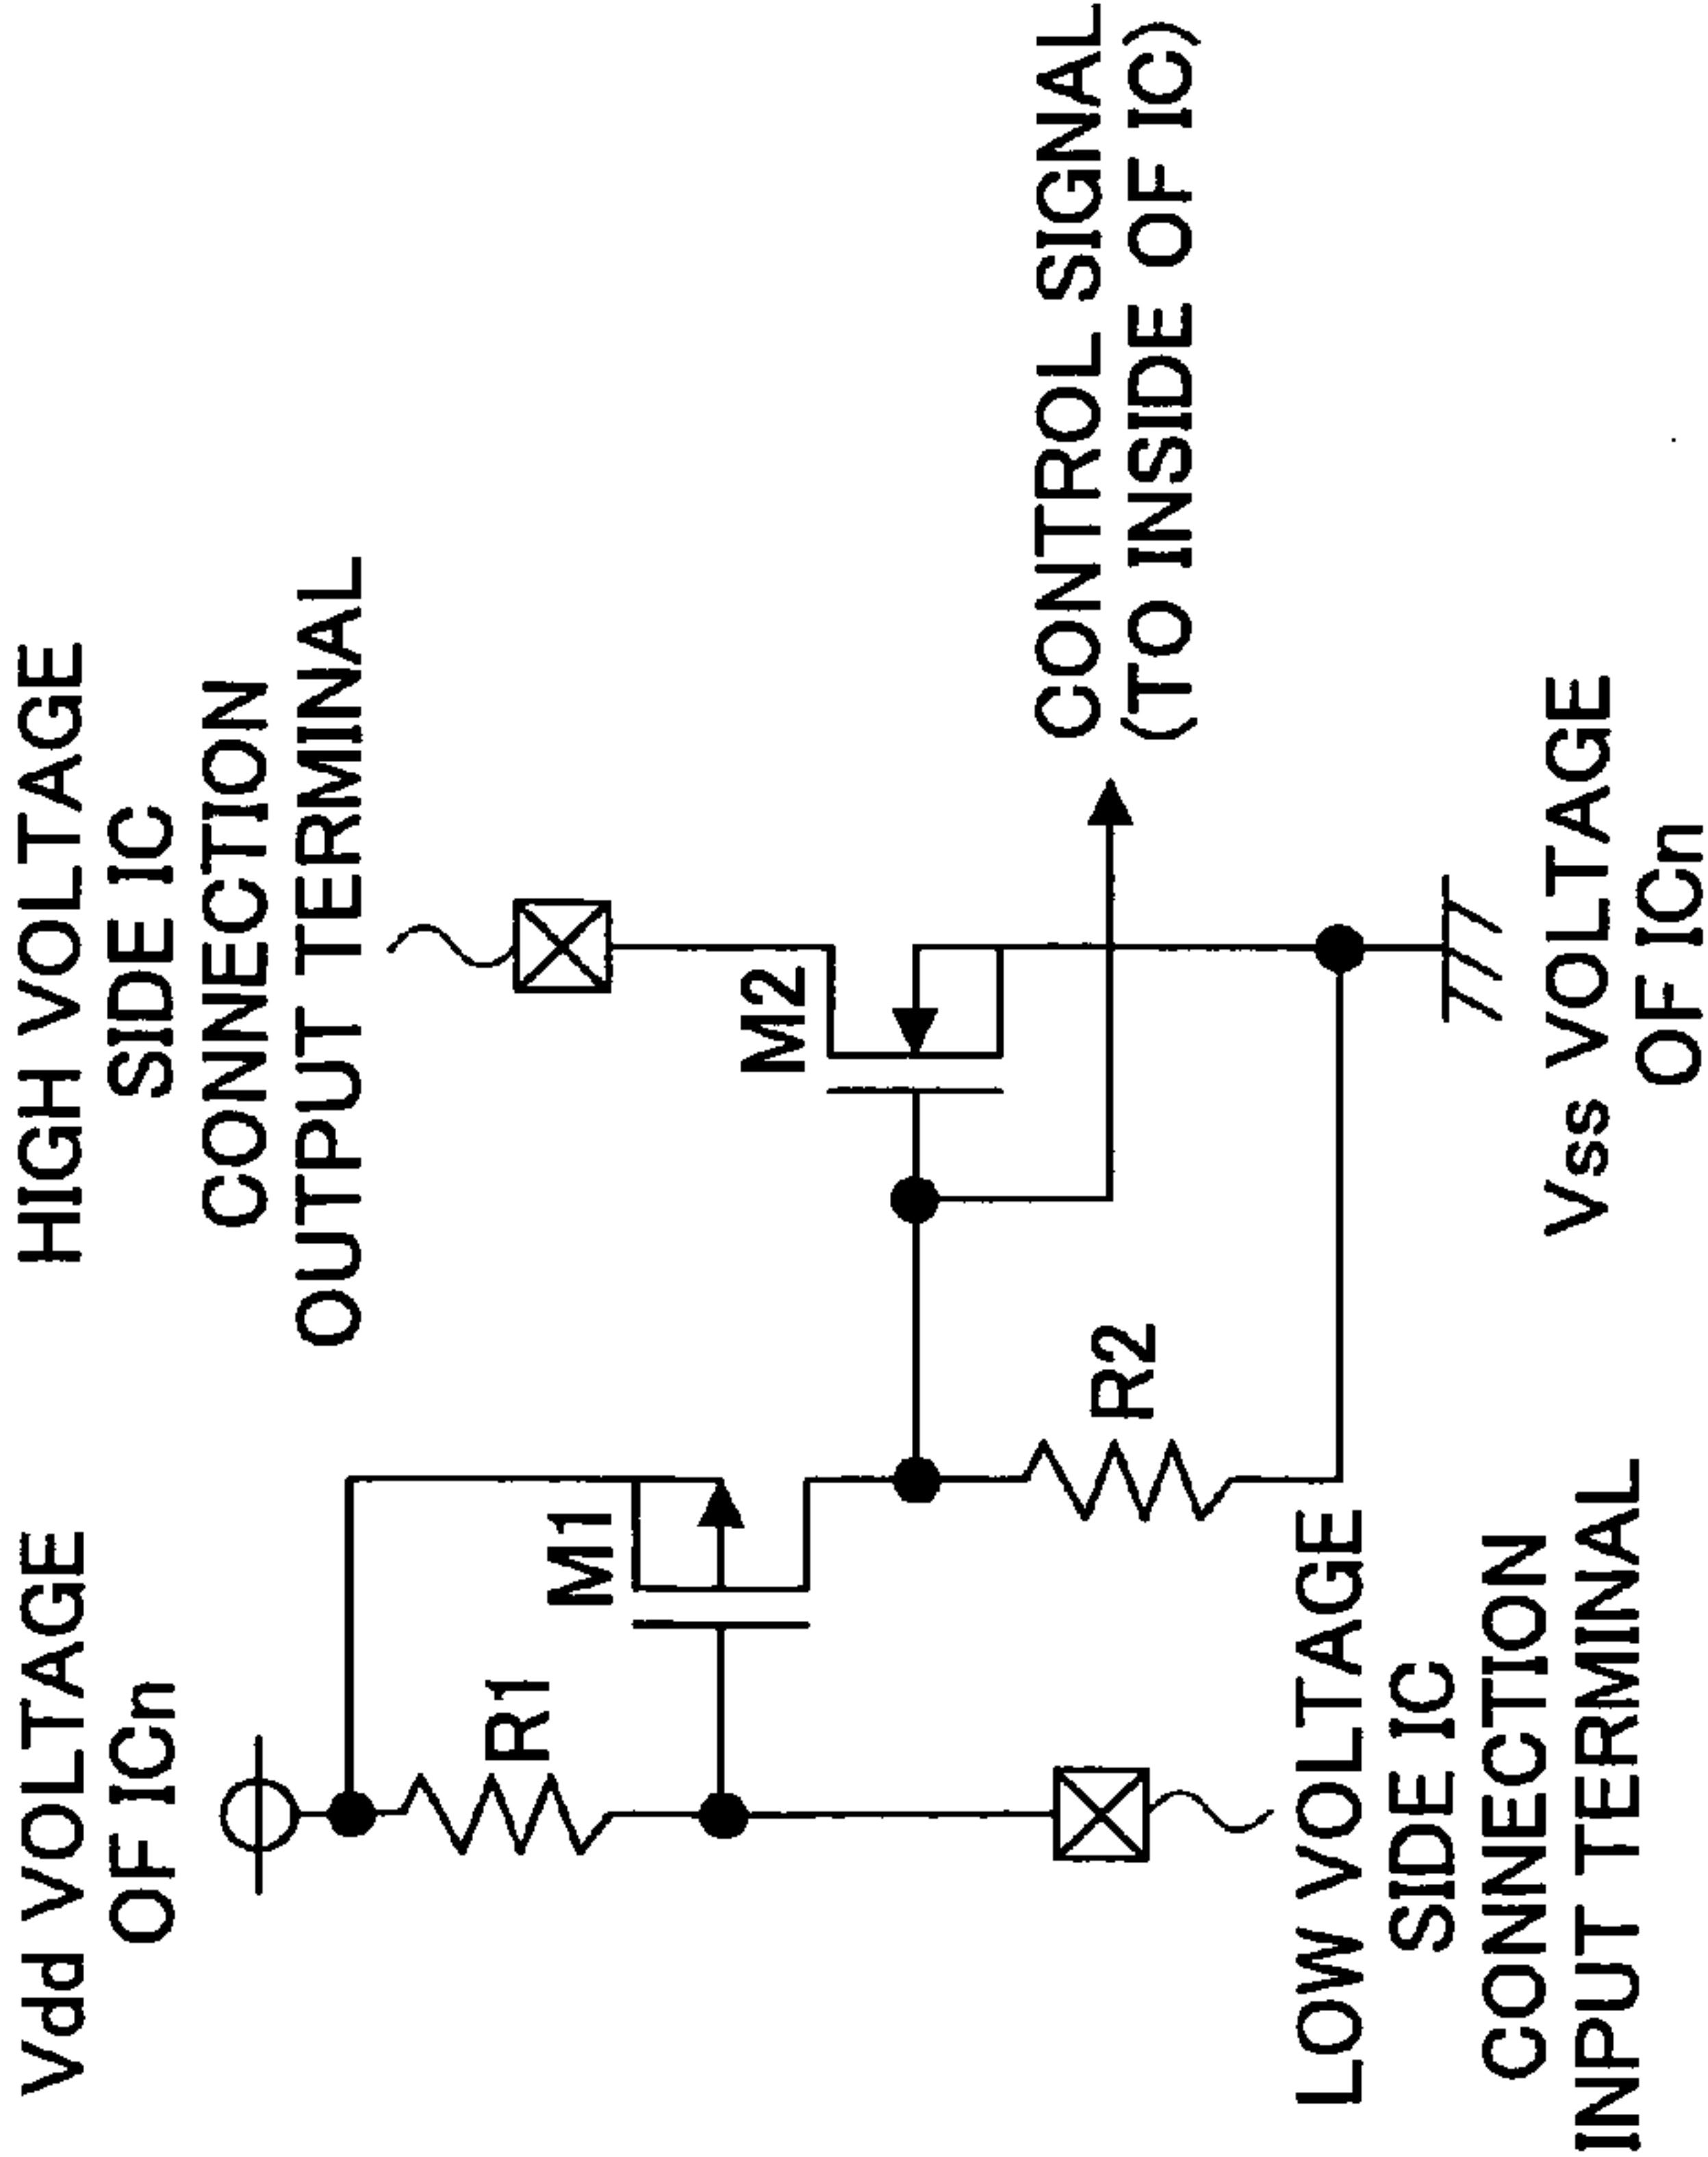 Vdd VOLTAGE
OF ICn
HIGH VOLTAGE
SIDE IC
CONNECTION
OUTPUT TERMINAL
R1
M1
M2
R2
CONTROL SIGNAL
(TO INSIDE OF IC)
LOW VOLTAGE
SIDE IC
CONNECTION
INPUT TERMINAL
Vss VOLTAGE
OF ICn